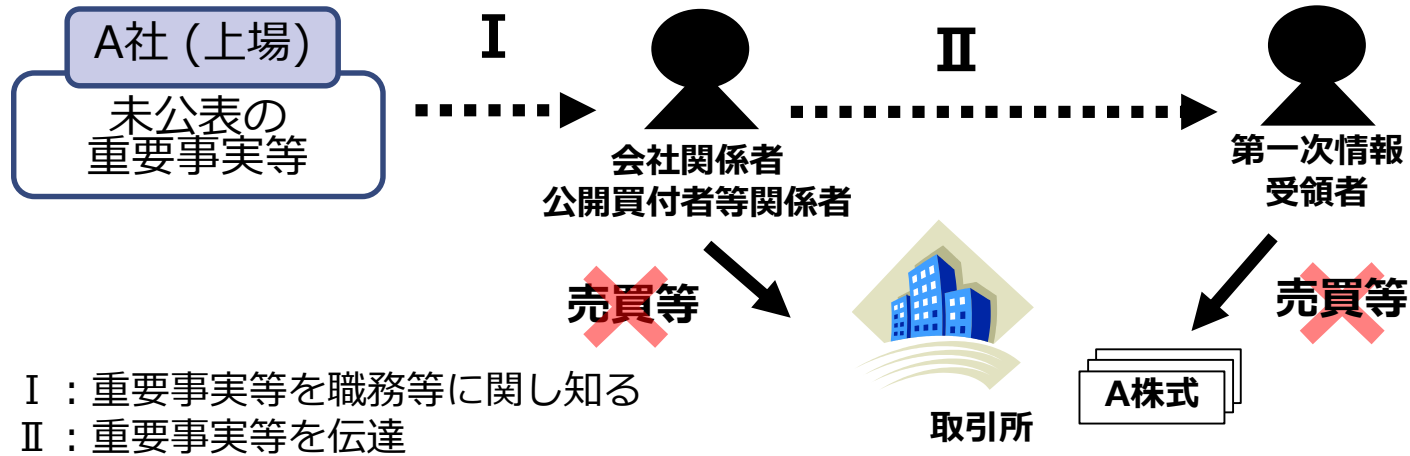 A社 (上場)
未公表の
重要事実等
Ⅰ
会社関係者
公開買付者等関係者
Ⅱ
第一次情報
受領者
売買等
売買等
取引所
A株式
Ⅰ：重要事実等を職務等に関し知る
Ⅱ：重要事実等を伝達